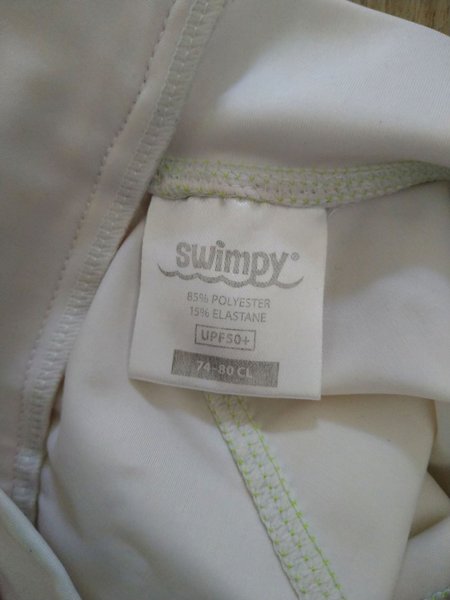 swimpy®
85% POLYESTER
15% ELASTANE
UPF50+
74-80 CL